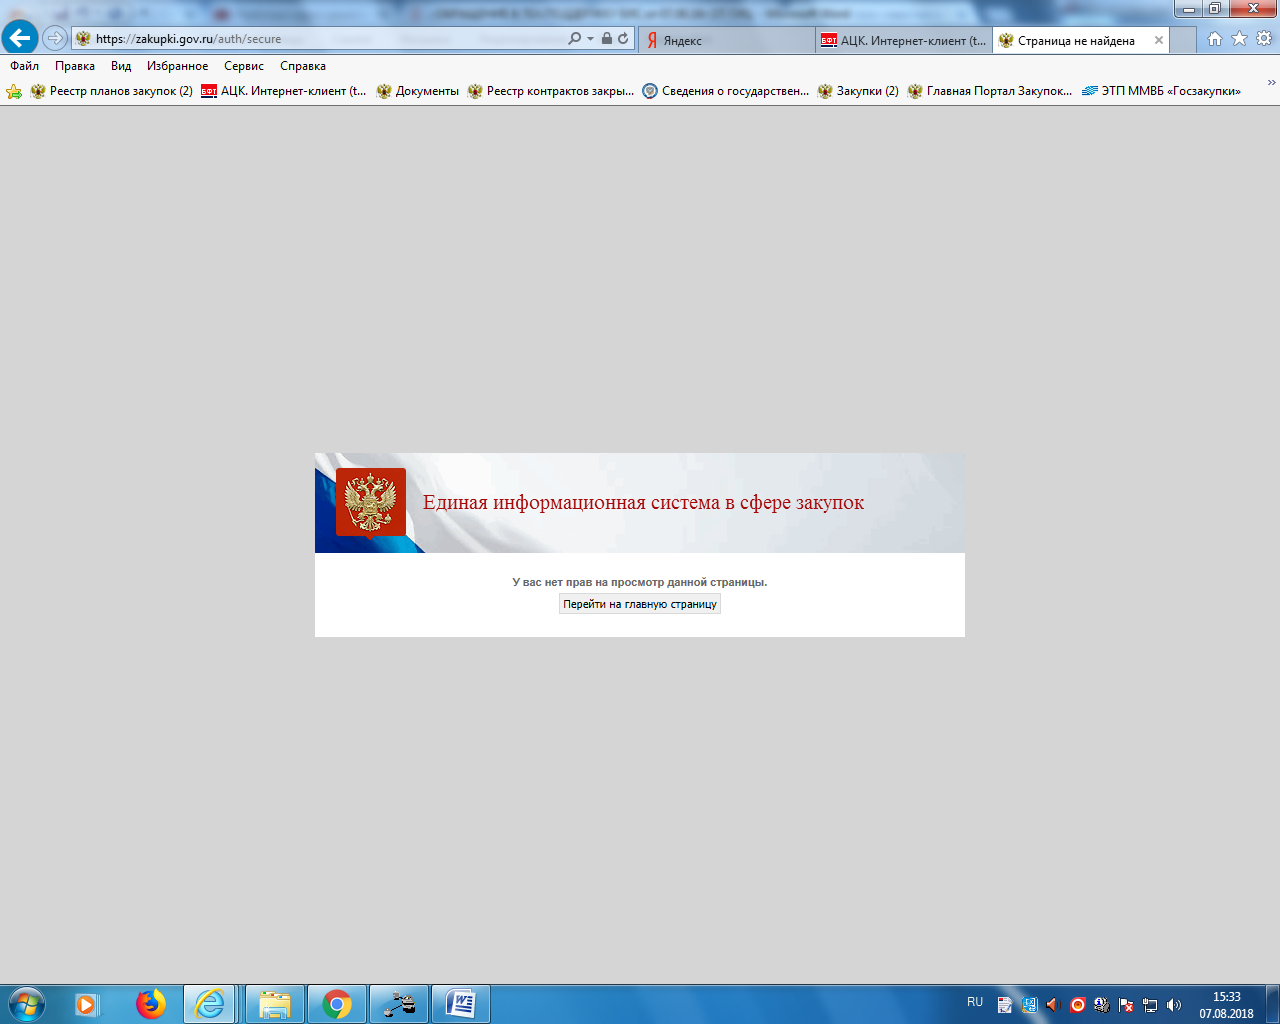 https://zakupki.gov.ru/auth/secure
Яндекс
АЦК. Интернет-клиент (t...
Страница не найдена
Файл Правка Вид Избранное Сервис Справка
Реестр планов закупок (2)
БФТ АЦК. Интернет-клиент (t...
Документы
Реестр контрактов закры...
Сведения о государствен...
Закупки (2)
Главная Портал Закупок...
ЭТП ММВБ «Госзакупки»
Единая информационная система в сфере закупок
У вас нет прав на просмотр данной страницы.
Перейти на главную страницу
RU
15:33
07.08.2018